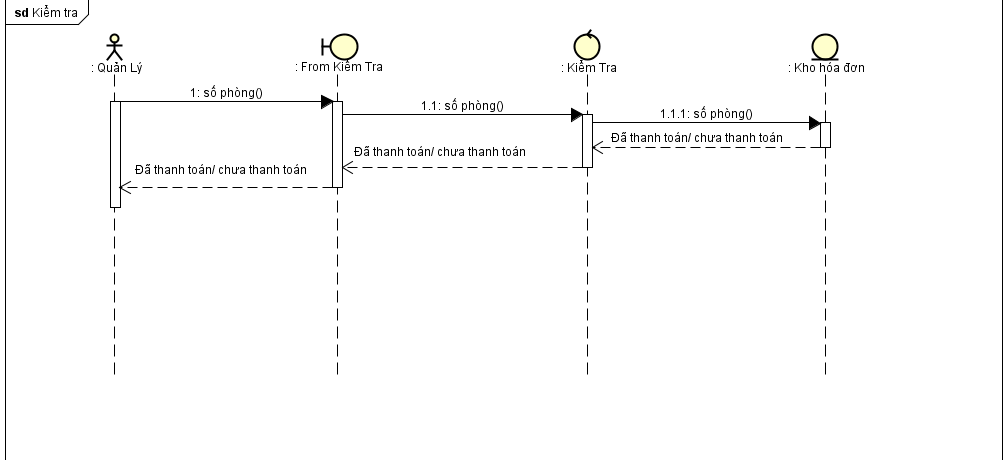 sd Kiểm tra
: Quản Lý
: From Kiểm Tra
: Kiểm Tra
: Kho hóa đơn
1: số phòng()
1.1: số phòng()
1.1.1: số phòng()
Đã thanh toán/ chưa thanh toán
Đã thanh toán/ chưa thanh toán
Đã thanh toán/ chưa thanh toán